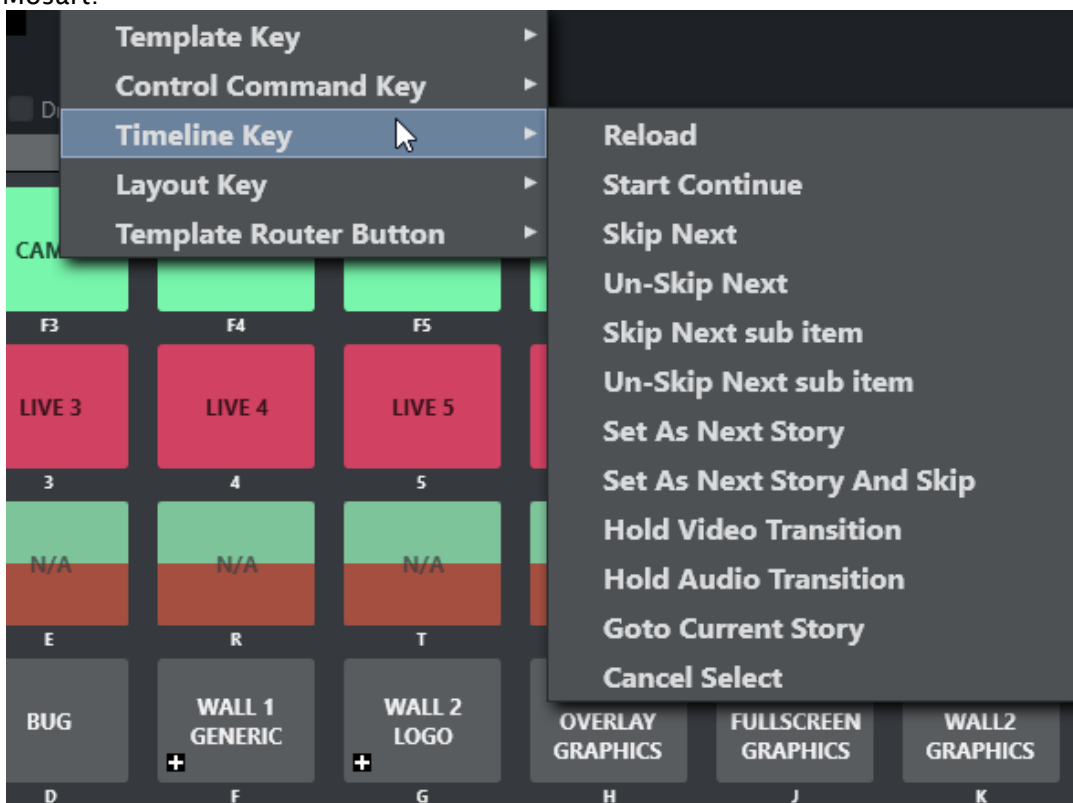 Mosart:
Template Key
Control Command Key
Timeline Key
Layout Key
Template Router Button
Reload
Start Continue
Skip Next
Un-Skip Next
Skip Next sub item
Un-Skip Next sub item
Set As Next Story
Set As Next Story And Skip
Hold Video Transition
Hold Audio Transition
Goto Current Story
Cancel Select
F3
F4
F5
LIVE 3
LIVE 4
LIVE 5
3
4
5
N/A
N/A
N/A
E
R
T
BUG
WALL 1
GENERIC
WALL 2
LOGO
OVERLAY
GRAPHICS
FULLSCREEN
GRAPHICS
WALL2
GRAPHICS
D
F
G
H
J
K